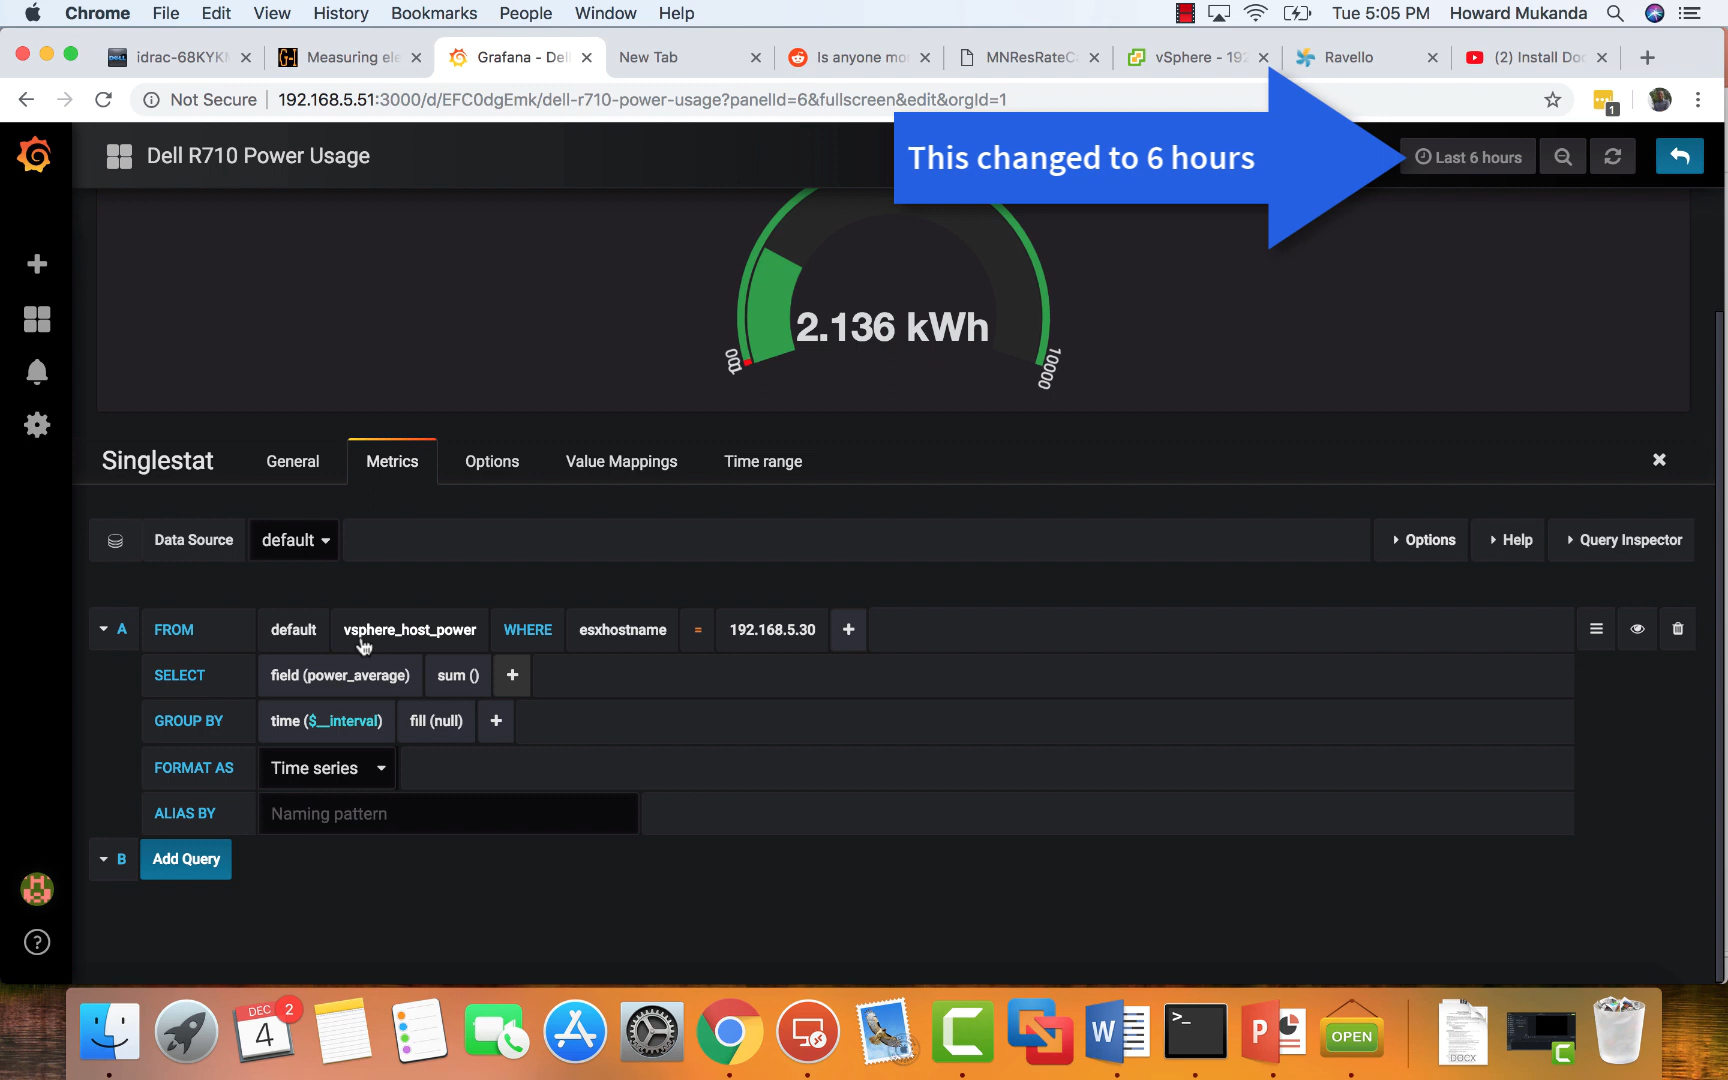 Chrome File Edit View History Bookmarks People Window Help Tue 5:05 PM Howard Mukanda
idrac-68KYK Measuring ele Grafana - Dell New Tab Is anyone mo MNResRateC vSphere - 192 Ravello (2) Install Doc
Not Secure 192.168.5.51:3000/d/EFC0dgEmk/dell-r710-power-usage?panelId=6&fullscreen&edit&orgId=1
1
Dell R710 Power Usage
This changed to 6 hours
Last 6 hours
2.136 kWh
100
10000
Singlestat General Metrics Options Value Mappings Time range
Data Source default Options Help Query Inspector
A FROM default vsphere_host_power WHERE esxhostname = 192.168.5.30 +
SELECT field (power_average) sum () +
GROUP BY time ($__interval) fill (null) +
FORMAT AS Time series
ALIAS BY Naming pattern
B Add Query
?
DEC
4
2
W
>_
P
OPEN
DOCX